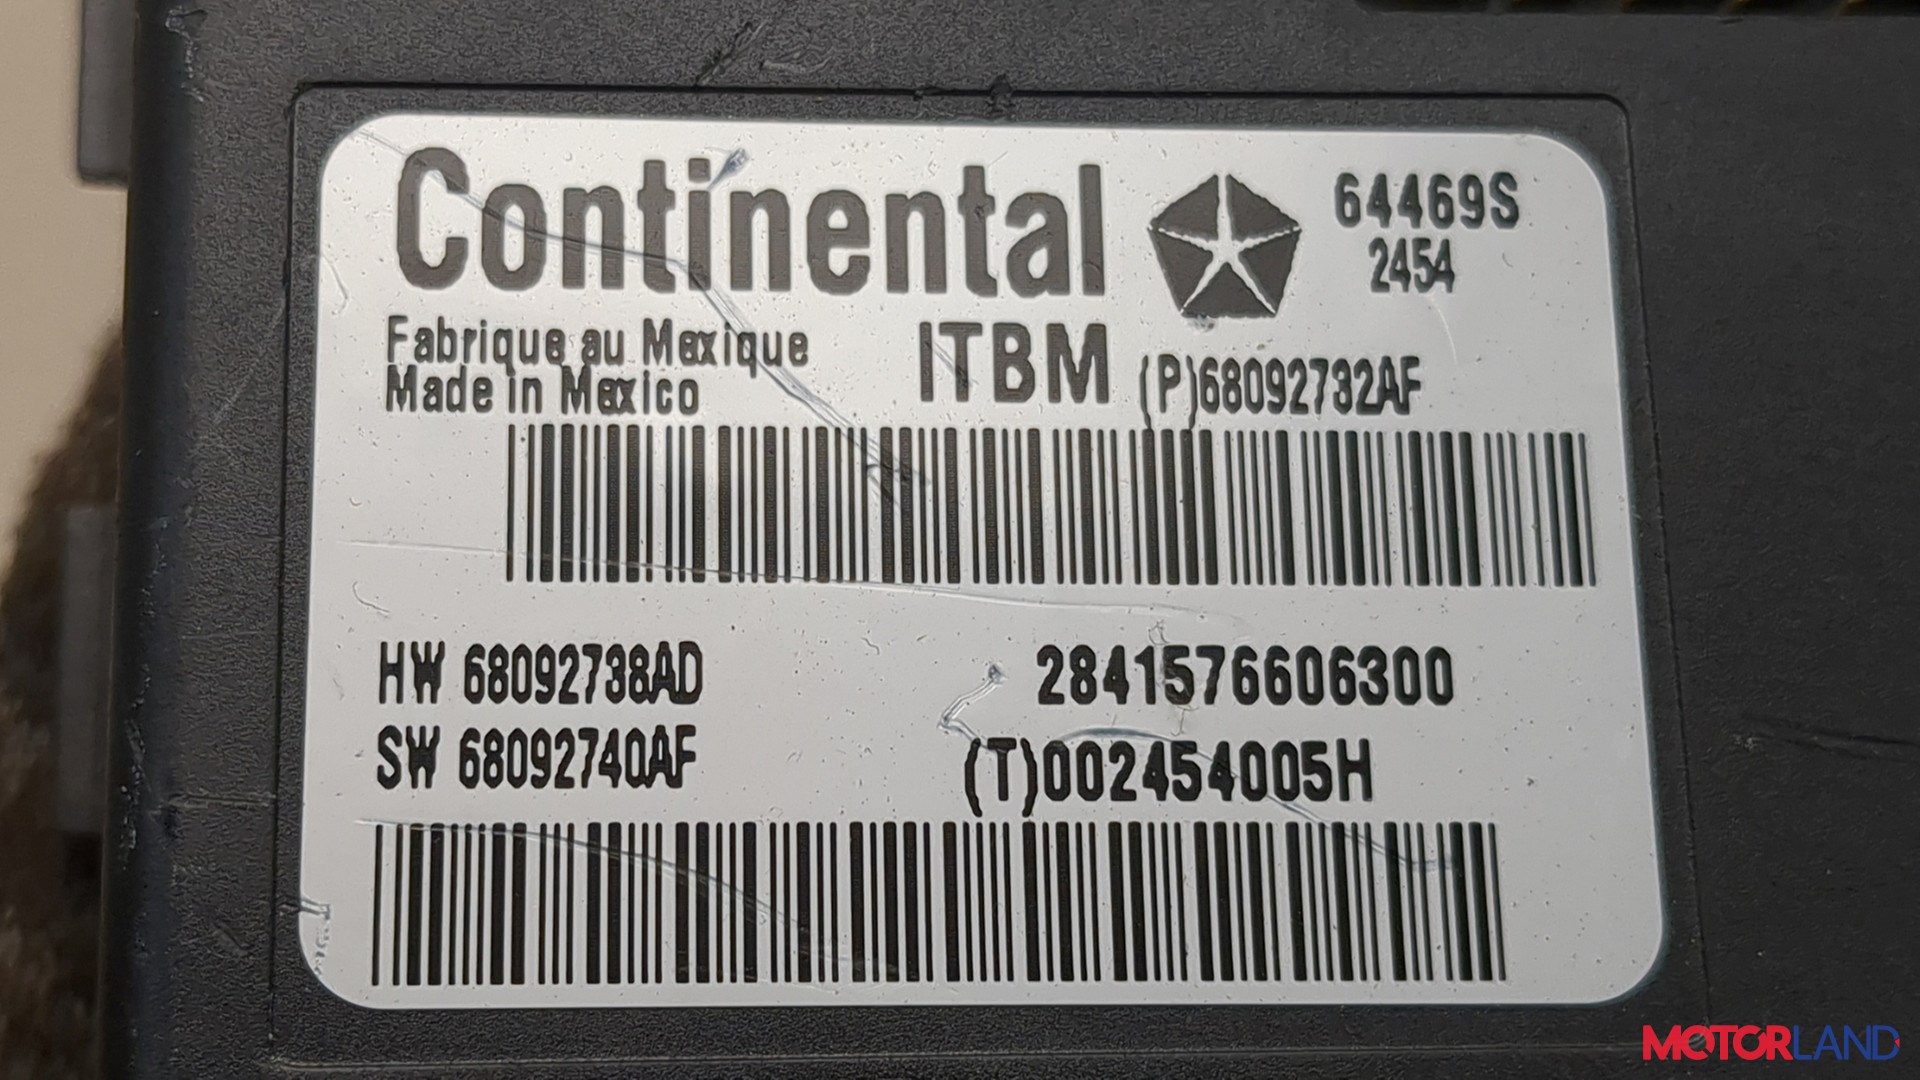 Continental
64469S
2454
Fabrique au Mexique
Made in Mexico
ITBM
(P)68092732AF
HW 68092738AD
2841576606300
SW 68092740AF
(T)002454005H
MOTORLAND